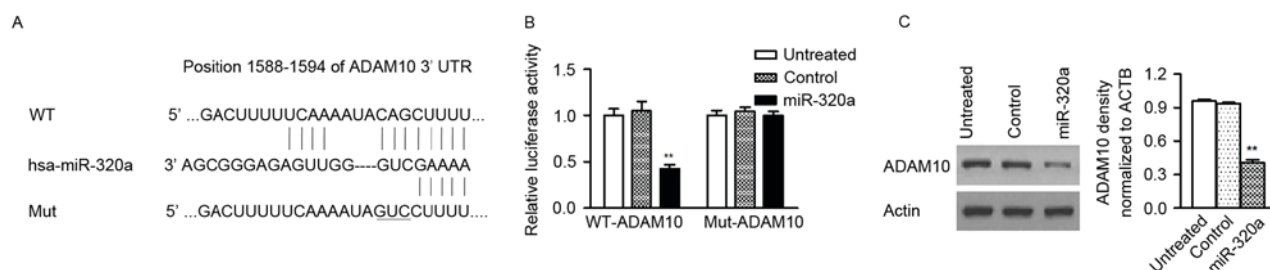 A
Position 1588-1594 of ADAM10 3' UTR
WT 5' ...GACUUUUUUCAAAAUACAGCUUUU...
hsa-miR-320a 3' AGCGGGAGAGUUGG----GUCGAAAA
Mut 5' ...GACUUUUUUCAAAAUAGUCCUUUU....
B
Relative luciferase activity
2.0
1.5
1.0
0.5
0
Untreated
Control
miR-320a
**
WT-ADAM10 Mut-ADAM10
C
Untreated
Control
miR-320a
ADAM10
Actin
ADAM10 density
normalized to ACTB
1.2
0.9
0.6
0.3
0.0
**
Untreated
Control
miR-320a